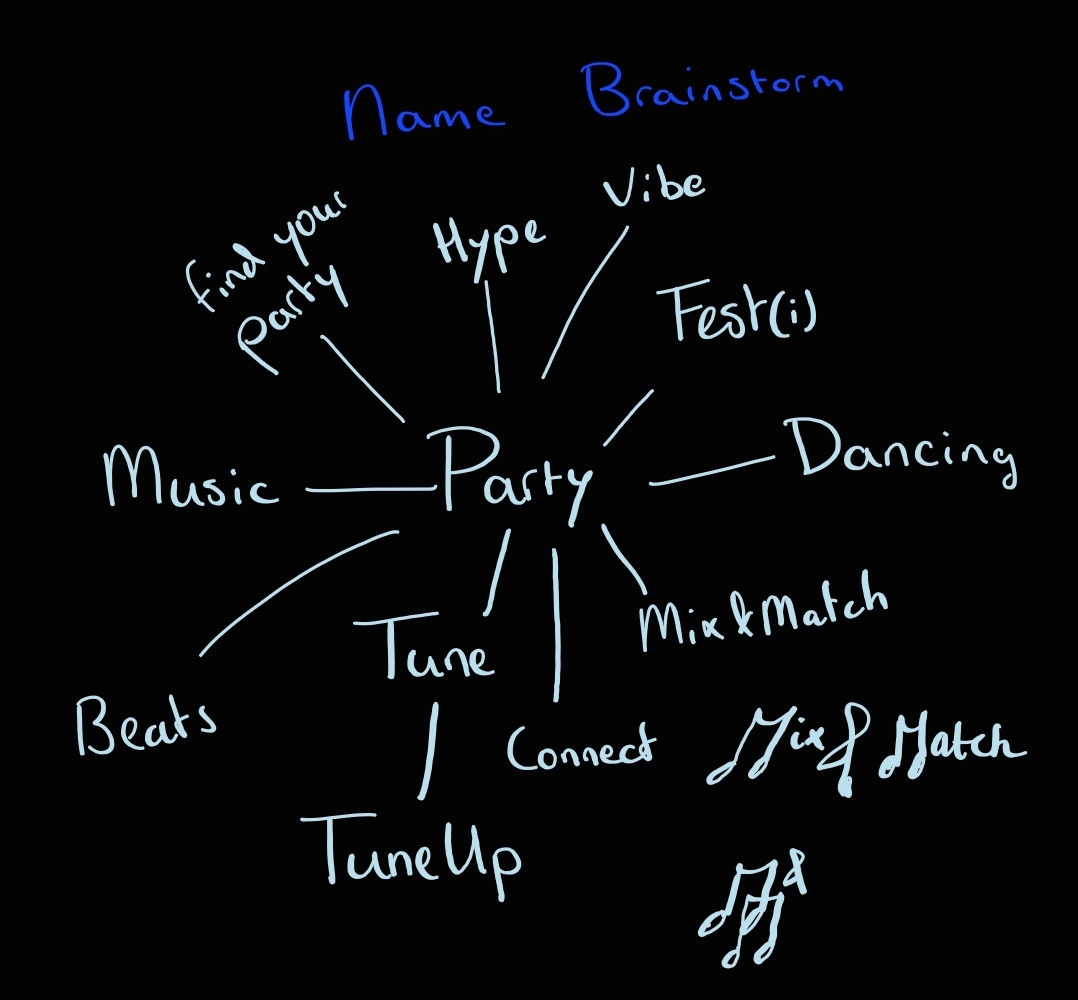 Name Brainstorm
Vibe
Hype
find your
party
Fest(i)
Dancing
Music
Party
Mix&Match
Tune
Beats
Connect
Mix& Match
TuneUp
M&M